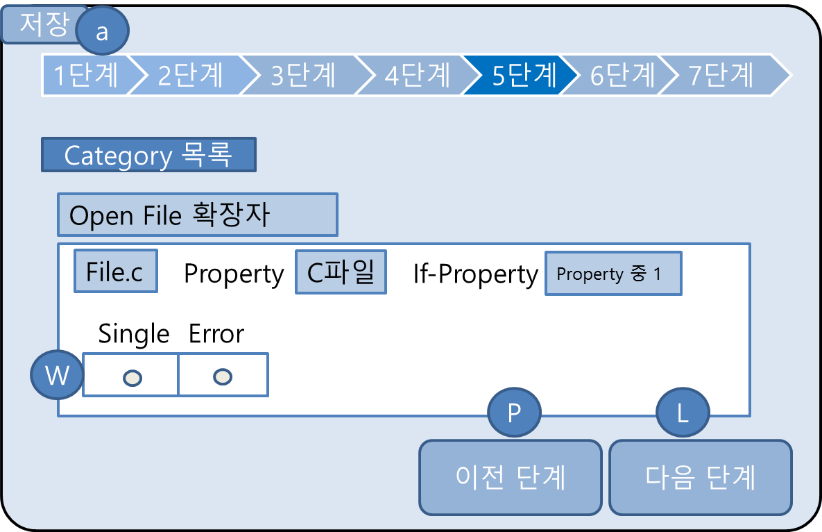 저장
a
1단계 2단계 3단계 4단계 5단계 6단계 7단계
Category 목록
Open File 확장자
File.c Property C파일 If-Property Property 중 1
Single Error
W
P L
이전 단계 다음 단계